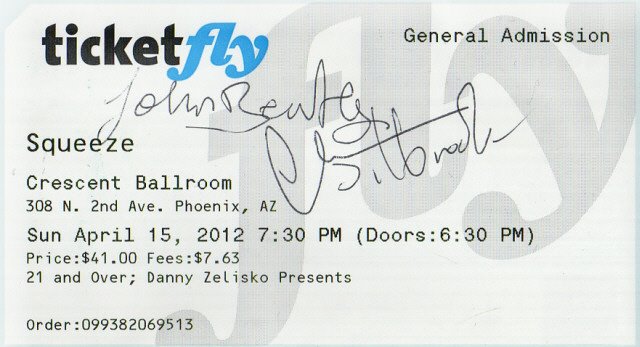 ticketfly
General Admission
John Bentley
Squeeze
Crescent Ballroom
308 N. 2nd Ave. Phoenix, AZ
Sun April 15, 2012 7:30 PM (Doors:6:30 PM)
Price:$41.00 Fees:$7.63
21 and Over; Danny Zelisko Presents
Order:099382069513